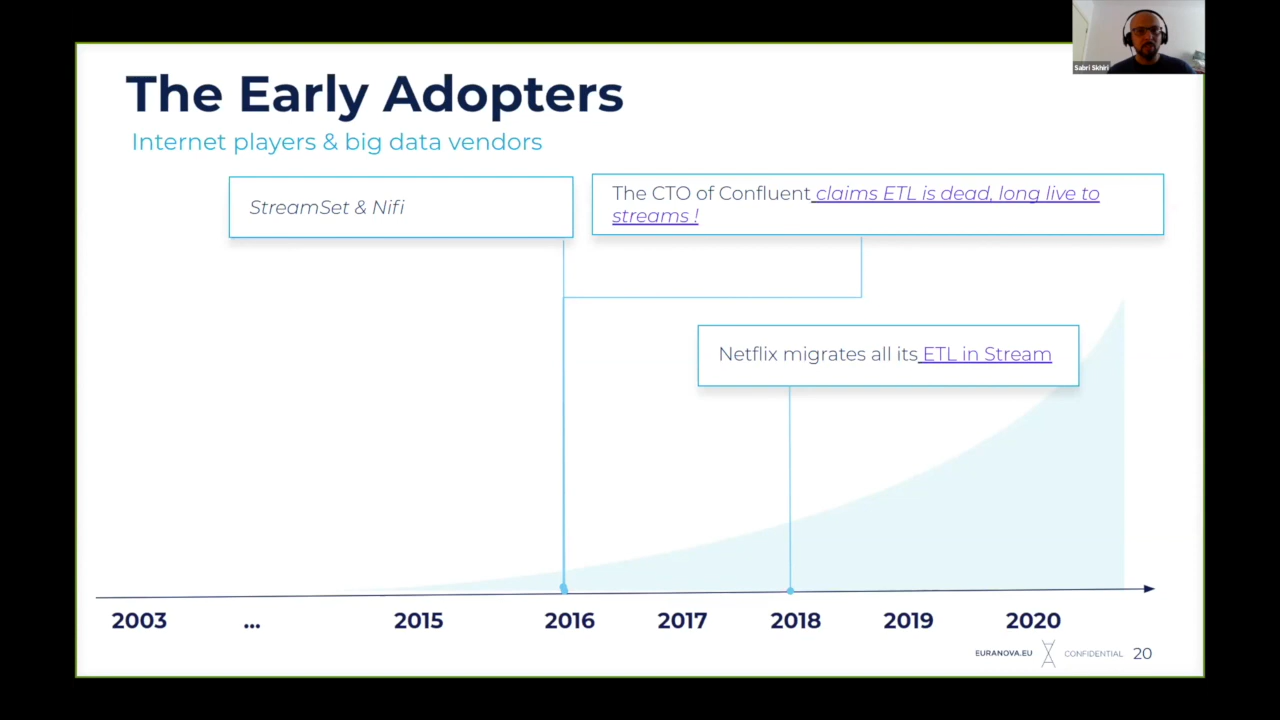 Sabri Skhiri
The Early Adopters
Internet players & big data vendors
StreamSet & Nifi
The CTO of Confluent claims ETL is dead, long live to
streams !
Netflix migrates all its ETL in Stream
2003 ... 2015 2016 2017 2018 2019 2020
EURANOVA.EU CONFIDENTIAL 20